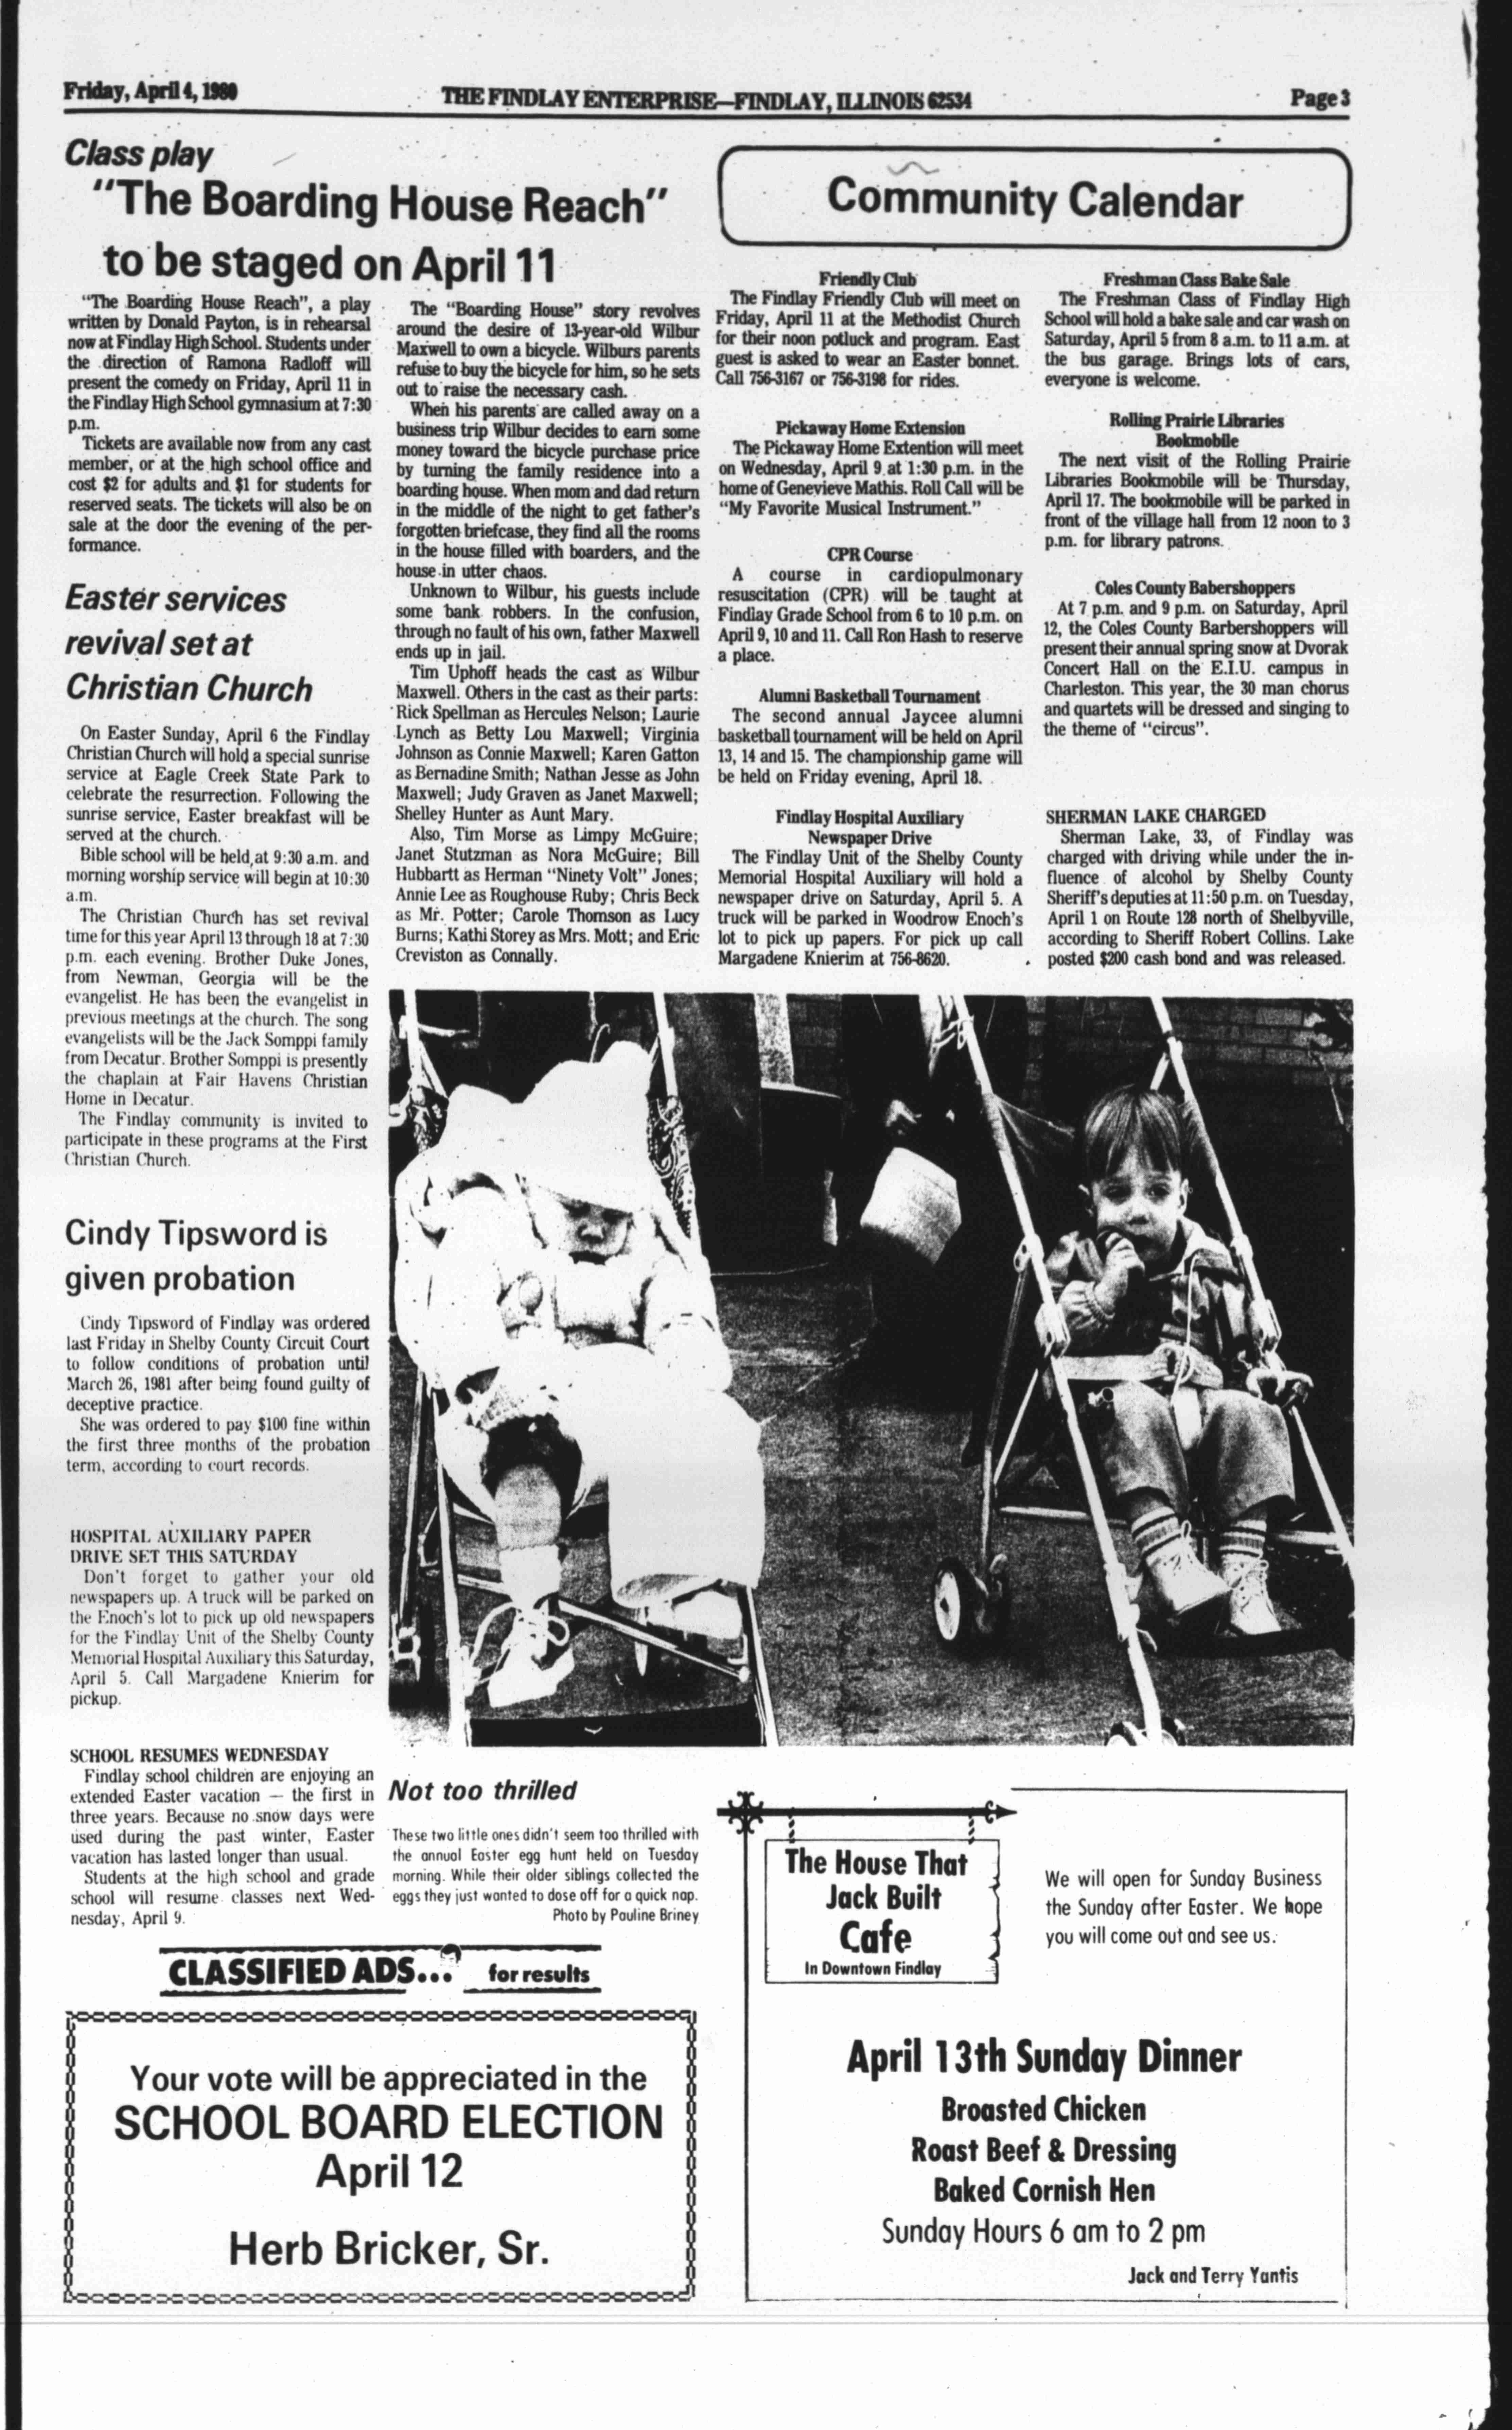 Friday, April 4, 1980
THE FINDLAY ENTERPRISE—FINDLAY, ILLINOIS 62534
Page 3
Class play
"The Boarding House Reach"
to be staged on April 11
"The Boarding House Reach", a play
written by Donald Payton, is in rehearsal
now at Findlay High School. Students under
the direction of Ramona Radloff will
present the comedy on Friday, April 11 in
the Findlay High School gymnasium at 7:30
p.m.
Tickets are available now from any cast
member, or at the high school office and
cost $2 for adults and $1 for students for
reserved seats. The tickets will also be on
sale at the door the evening of the per-
formance.
The "Boarding House" story revolves
around the desire of 13-year-old Wilbur
Maxwell to own a bicycle. Wilburs parents
refuse to buy the bicycle for him, so he sets
out to raise the necessary cash.
When his parents are called away on a
business trip Wilbur decides to earn some
money toward the bicycle purchase price
by turning the family residence into a
boarding house. When mom and dad return
in the middle of the night to get father's
forgotten briefcase, they find all the rooms
in the house filled with boarders, and the
house in utter chaos.
Unknown to Wilbur, his guests include
some bank robbers. In the confusion,
through no fault of his own, father Maxwell
ends up in jail.
Tim Uphoff heads the cast as Wilbur
Maxwell. Others in the cast as their parts:
Rick Spellman as Hercules Nelson; Laurie
Lynch as Betty Lou Maxwell; Virginia
Johnson as Connie Maxwell; Karen Gatton
as Bernadine Smith; Nathan Jesse as John
Maxwell; Judy Graven as Janet Maxwell;
Shelley Hunter as Aunt Mary.
Also, Tim Morse as Limpy McGuire;
Janet Stutzman as Nora McGuire; Bill
Hubbartt as Herman "Ninety Volt" Jones;
Annie Lee as Roughouse Ruby; Chris Beck
as Mr. Potter; Carole Thomson as Lucy
Burns; Kathi Storey as Mrs. Mott; and Eric
Creviston as Connally.
Easter services
revival set at
Christian Church
On Easter Sunday, April 6 the Findlay
Christian Church will hold a special sunrise
service at Eagle Creek State Park to
celebrate the resurrection. Following the
sunrise service, Easter breakfast will be
served at the church.
Bible school will be held at 9:30 a.m. and
morning worship service will begin at 10:30
a.m.
The Christian Church has set revival
time for this year April 13 through 18 at 7:30
p.m. each evening. Brother Duke Jones,
from Newman, Georgia will be the
evangelist. He has been the evangelist in
previous meetings at the church. The song
evangelists will be the Jack Somppi family
from Decatur. Brother Somppi is presently
the chaplain at Fair Havens Christian
Home in Decatur.
The Findlay community is invited to
participate in these programs at the First
Christian Church.
Cindy Tipsword is
given probation
Cindy Tipsword of Findlay was ordered
last Friday in Shelby County Circuit Court
to follow conditions of probation until
March 26, 1981 after being found guilty of
deceptive practice.
She was ordered to pay $100 fine within
the first three months of the probation
term, according to court records.
HOSPITAL AUXILIARY PAPER
DRIVE SET THIS SATURDAY
Don't forget to gather your old
newspapers up. A truck will be parked on
the Enoch's lot to pick up old newspapers
for the Findlay Unit of the Shelby County
Memorial Hospital Auxiliary this Saturday,
April 5. Call Margadene Knierim for
pickup.
SCHOOL RESUMES WEDNESDAY
Findlay school children are enjoying an
extended Easter vacation — the first in
three years. Because no snow days were
used during the past winter, Easter
vacation has lasted longer than usual.
Students at the high school and grade
school will resume classes next Wed-
nesday, April 9.
Community Calendar
Friendly Club
The Findlay Friendly Club will meet on
Friday, April 11 at the Methodist Church
for their noon potluck and program. East
guest is asked to wear an Easter bonnet.
Call 756-3167 or 756-3198 for rides.
Pickaway Home Extension
The Pickaway Home Extention will meet
on Wednesday, April 9 at 1:30 p.m. in the
home of Genevieve Mathis. Roll Call will be
"My Favorite Musical Instrument."
CPR Course
A course in cardiopulmonary
resuscitation (CPR) will be taught at
Findlay Grade School from 6 to 10 p.m. on
April 9, 10 and 11. Call Ron Hash to reserve
a place.
Alumni Basketball Tournament
The second annual Jaycee alumni
basketball tournament will be held on April
13, 14 and 15. The championship game will
be held on Friday evening, April 18.
Findlay Hospital Auxiliary
Newspaper Drive
The Findlay Unit of the Shelby County
Memorial Hospital Auxiliary will hold a
newspaper drive on Saturday, April 5. A
truck will be parked in Woodrow Enoch's
lot to pick up papers. For pick up call
Margadene Knierim at 756-8620.
Freshman Class Bake Sale
The Freshman Class of Findlay High
School will hold a bake sale and car wash on
Saturday, April 5 from 8 a.m. to 11 a.m. at
the bus garage. Brings lots of cars,
everyone is welcome.
Rolling Prairie Libraries
Bookmobile
The next visit of the Rolling Prairie
Libraries Bookmobile will be Thursday,
April 17. The bookmobile will be parked in
front of the village hall from 12 noon to 3
p.m. for library patrons.
Coles County Babershoppers
At 7 p.m. and 9 p.m. on Saturday, April
12, the Coles County Barbershoppers will
present their annual spring snow at Dvorak
Concert Hall on the E.I.U. campus in
Charleston. This year, the 30 man chorus
and quartets will be dressed and singing to
the theme of "circus".
SHERMAN LAKE CHARGED
Sherman Lake, 33, of Findlay was
charged with driving while under the in-
fluence of alcohol by Shelby County
Sheriff's deputies at 11:50 p.m. on Tuesday,
April 1 on Route 128 north of Shelbyville,
according to Sheriff Robert Collins. Lake
posted $200 cash bond and was released.
Not too thrilled
These two little ones didn't seem too thrilled with
the annual Easter egg hunt held on Tuesday
morning. While their older siblings collected the
eggs they just wanted to dose off for a quick nap.
Photo by Pauline Briney
CLASSIFIED ADS... for results
Your vote will be appreciated in the
SCHOOL BOARD ELECTION
April 12
Herb Bricker, Sr.
The House That
Jack Built
Cafe
In Downtown Findlay
We will open for Sunday Business
the Sunday after Easter. We hope
you will come out and see us.
April 13th Sunday Dinner
Broasted Chicken
Roast Beef & Dressing
Baked Cornish Hen
Sunday Hours 6 am to 2 pm
Jack and Terry Yantis